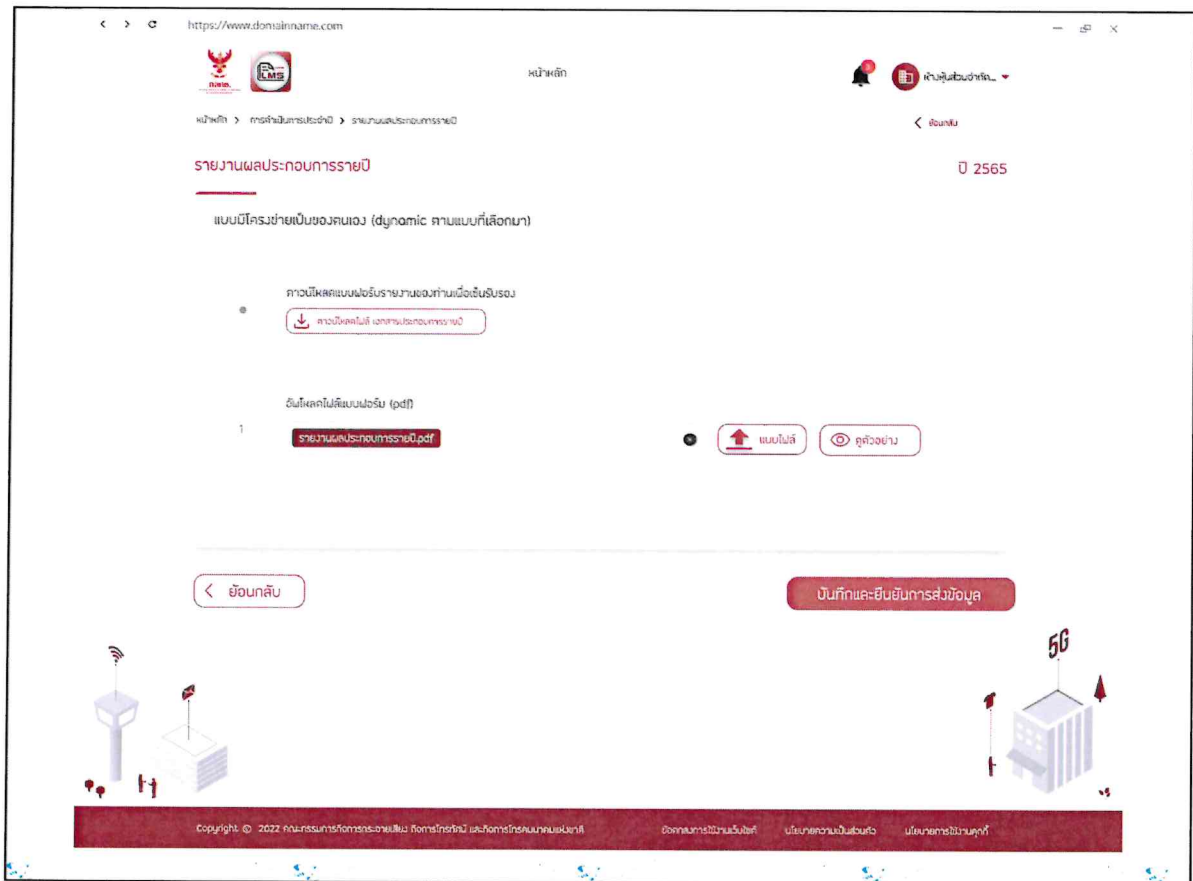 https://www.domainname.com
กสทช.
LMS
หน้าหลัก
ห้างหุ้นส่วนจำกัด...
หน้าหลัก > การดำเนินการประจำปี > รายงานผลประกอบการรายปี
ย้อนกลับ
รายงานผลประกอบการรายปี
ปี 2565
แบบมีโครงข่ายเป็นของตนเอง (dynamic ตามแบบที่เลือกมา)
ดาวน์โหลดแบบฟอร์มรายงานของท่านเพื่อเซ็นรับรอง
ดาวน์โหลดไฟล์ เอกสารประกอบการรายปี
อัพโหลดไฟล์แบบฟอร์ม (pdf)
1
รายงานผลประกอบการรายปี.pdf
แนบไฟล์
ดูตัวอย่าง
ย้อนกลับ
บันทึกและยืนยันการส่งข้อมูล
5G
Copyright © 2022 คณะกรรมการกิจการกระจายเสียง กิจการโทรทัศน์ และกิจการโทรคมนาคมแห่งชาติ
ข้อตกลงการใช้งานเว็บไซต์
นโยบายความเป็นส่วนตัว
นโยบายการใช้งานคุกกี้